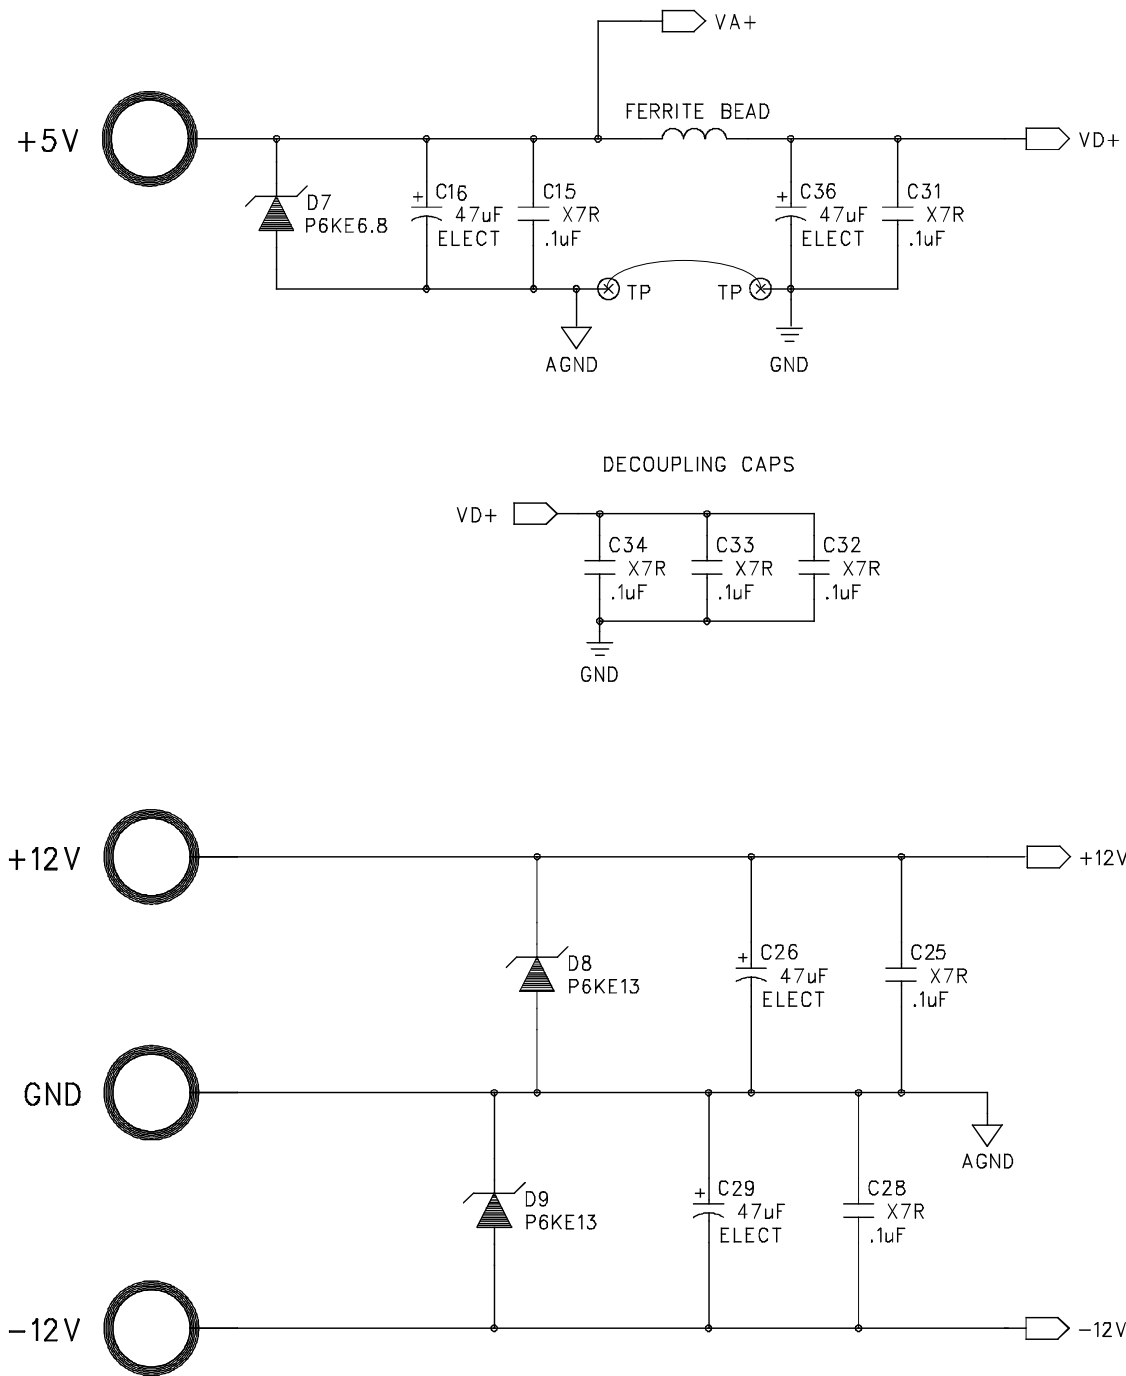 VA+
FERRITE BEAD
+5V
VD+
D7
P6KE6.8
C16
47uF
ELECT
C15
X7R
.1uF
C36
47uF
ELECT
C31
X7R
.1uF
TP
TP
AGND
GND
DECOUPLING CAPS
VD+
C34
X7R
.1uF
C33
X7R
.1uF
C32
X7R
.1uF
GND
+12V
+12V
D8
P6KE13
C26
47uF
ELECT
C25
X7R
.1uF
GND
AGND
D9
P6KE13
C29
47uF
ELECT
C28
X7R
.1uF
-12V
-12V